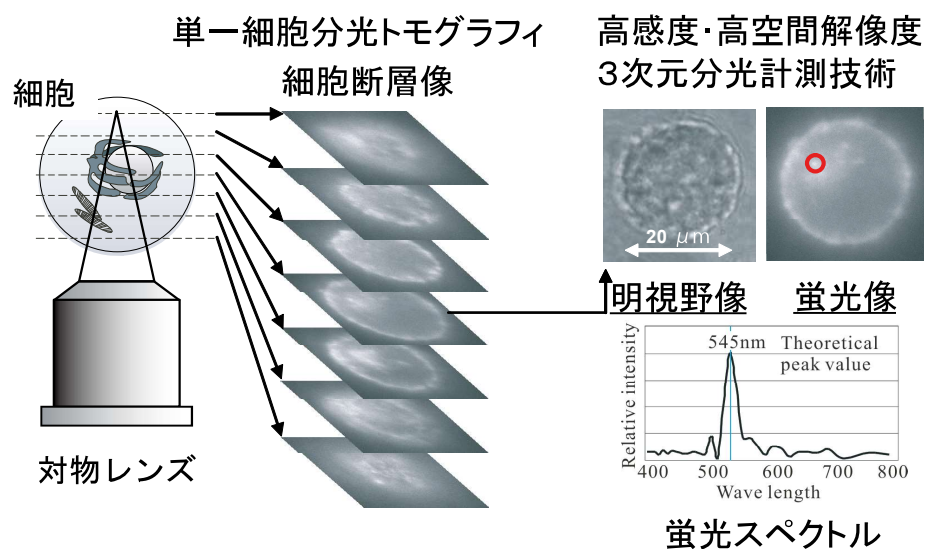 単一細胞分光トモグラフィ
細胞断層像
細胞
対物レンズ
高感度・高空間解像度
３次元分光計測技術
20 μm
明視野像
蛍光像
545nm
Theoretical
peak value
Relative intensity
400 500 600 700 800
Wave length
蛍光スペクトル